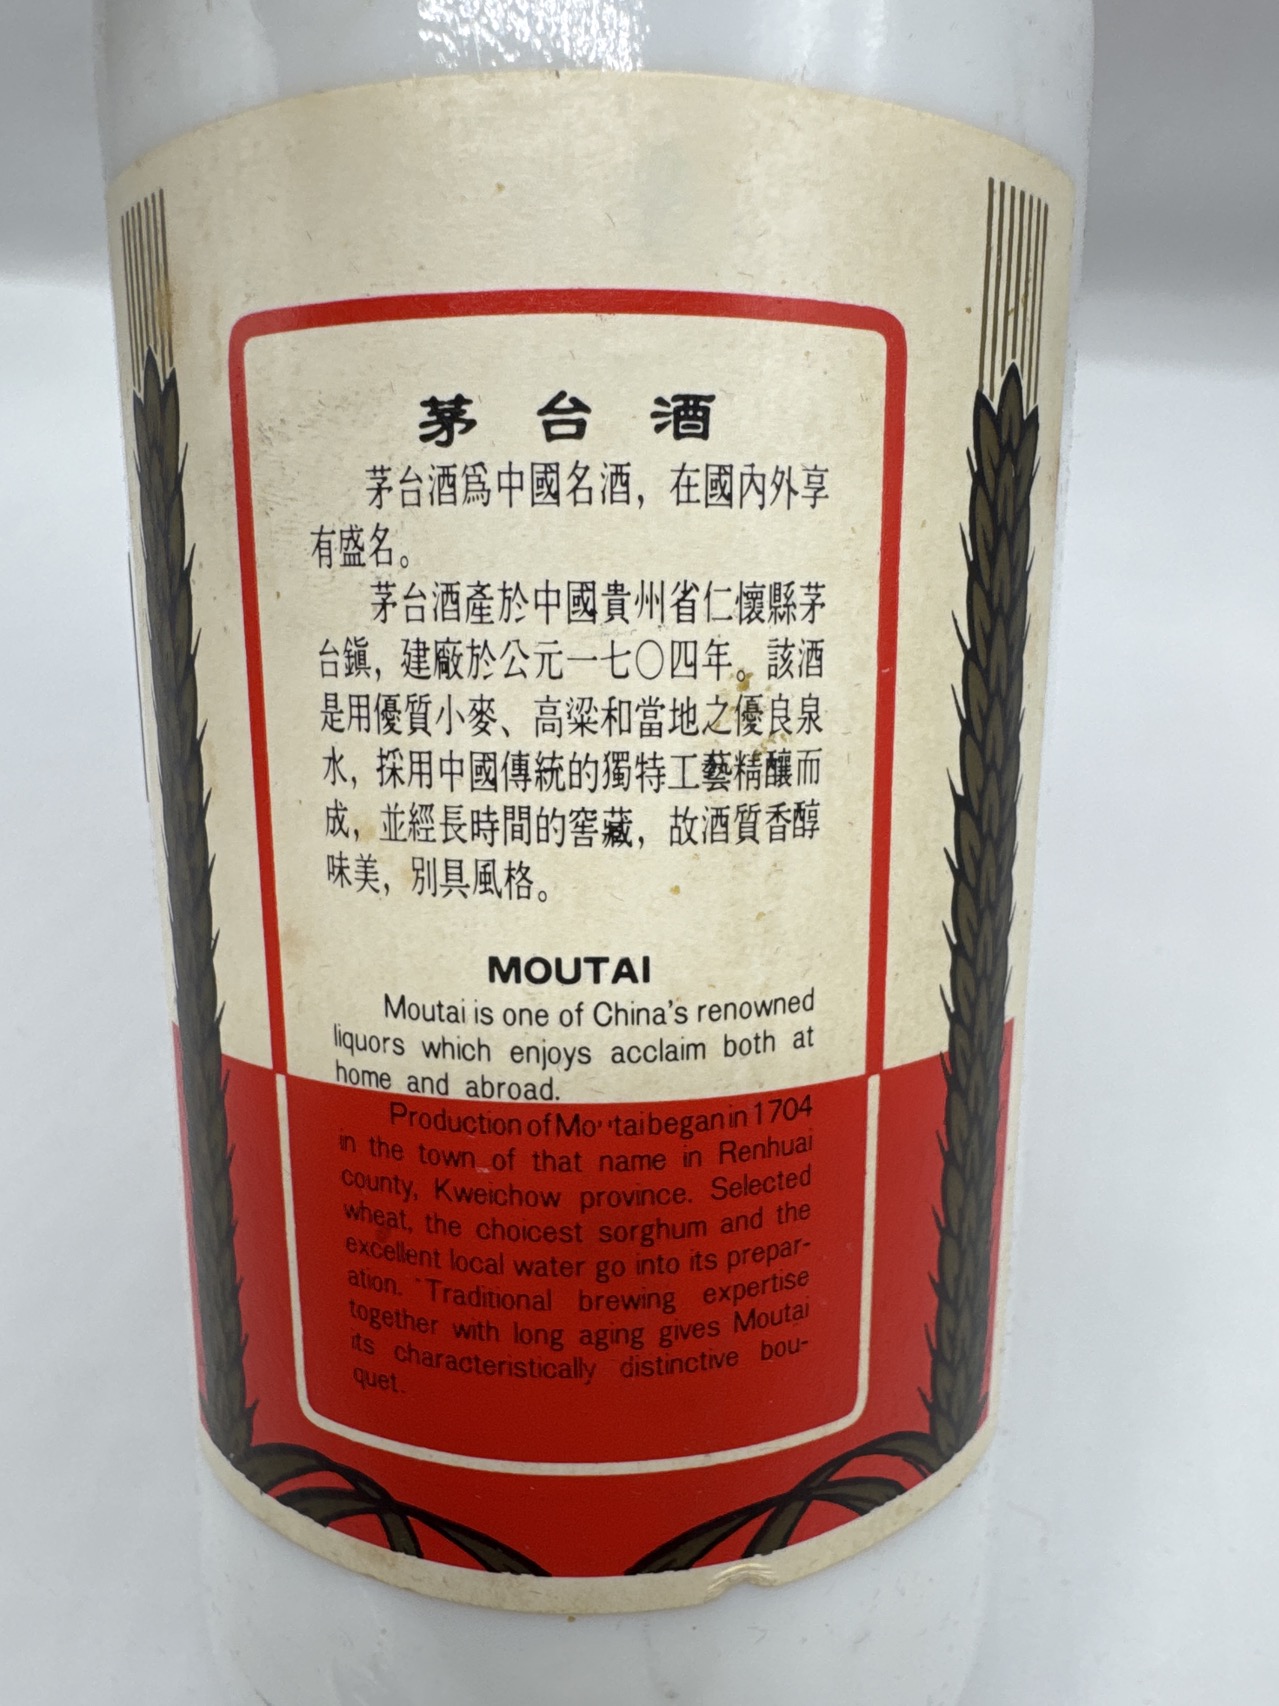 茅台酒
茅台酒爲中國名酒，在國內外享
有盛名。
茅台酒產於中國貴州省仁懷縣茅
台鎭，建廠於公元一七〇四年。該酒
是用優質小麥、高粱和當地之優良泉
水，採用中國傳統的獨特工藝精釀而
成，並經長時間的窖藏，故酒質香醇
味美，別具風格。
MOUTAI
Moutai is one of China's renowned
liquors which enjoys acclaim both at
home and abroad.
Production of Moutai began in 1704
in the town of that name in Renhuai
county, Kweichow province. Selected
wheat, the choicest sorghum and the
excellent local water go into its prepar-
ation. Traditional brewing expertise
together with long aging gives Moutai
its characteristically distinctive bou-
quet.